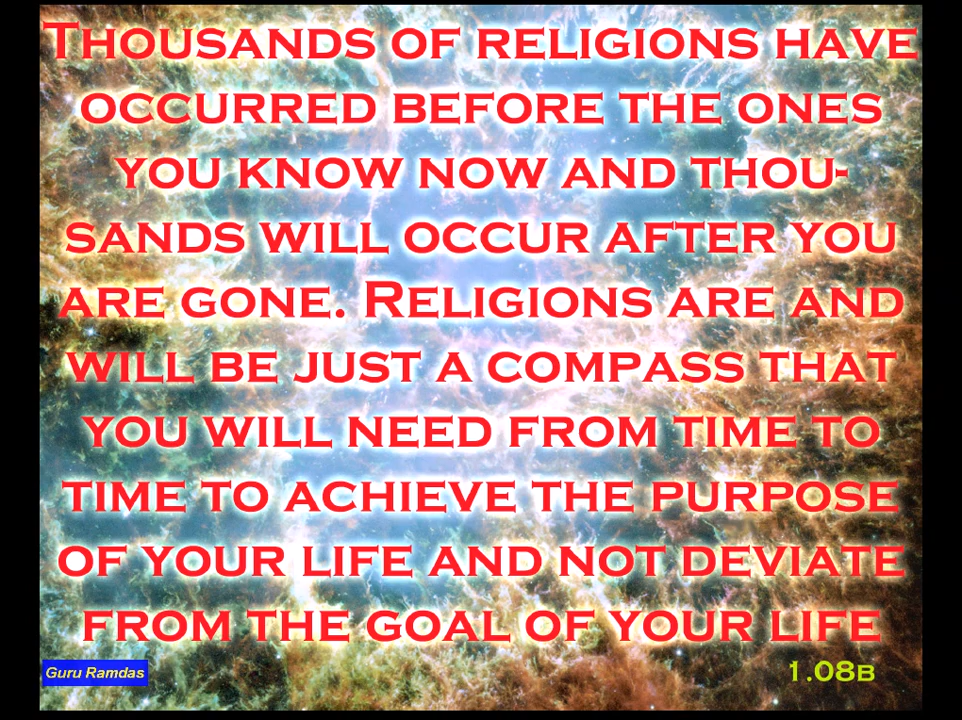 Thousands of religions have
occurred before the ones
you know now and thou-
sands will occur after you
are gone. Religions are and
will be just a compass that
you will need from time to
time to achieve the purpose
of your life and not deviate
from the goal of your life
Guru Ramdas
1.08b